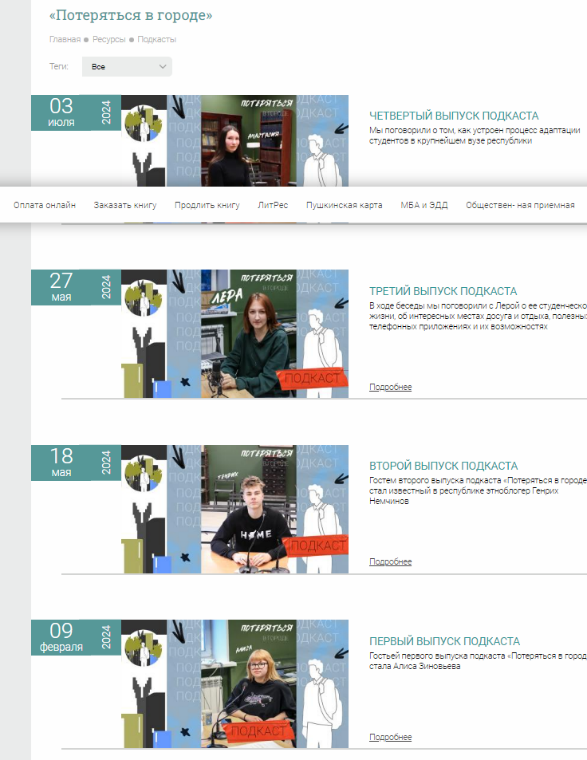 «Потеряться в городе»
Главная Ресурсы Подкасты
Теги: Все
03
июля
2024
ПОТЕРЯТЬСЯ
В ГОРОДЕ
АНАСТАСИЯ
ПОДКАСТ
ЧЕТВЕРТЫЙ ВЫПУСК ПОДКАСТА
Мы поговорили о том, как устроен процесс адаптации
студентов в крупнейшем вузе республики
Оплата онлайн Заказать книгу Продлить книгу ЛитРес Пушкинская карта МБА и ЭДД Обществен- ная приемная
27
мая
2024
ПОТЕРЯТЬСЯ
В ГОРОДЕ
ЛЕРА
ПОДКАСТ
ТРЕТИЙ ВЫПУСК ПОДКАСТА
В ходе беседы мы поговорили с Лерой о ее студенческо
жизни, об интересных местах досуга и отдыха, полезных
телефонных приложениях и их возможностях
Подробнее
18
мая
2024
ПОТЕРЯТЬСЯ
В ГОРОДЕ
ГЕНРИХ
HOME
ПОДКАСТ
ВТОРОЙ ВЫПУСК ПОДКАСТА
Гостем второго выпуска подкаста «Потеряться в городе
стал известный в республике этноблогер Генрих
Немчинов
Подробнее
09
февраля
2024
ПОТЕРЯТЬСЯ
В ГОРОДЕ
АЛИСА
ПОДКАСТ
ПЕРВЫЙ ВЫПУСК ПОДКАСТА
Гостьей первого выпуска подкаста «Потеряться в город
стала Алиса Зиновьева
Подробнее